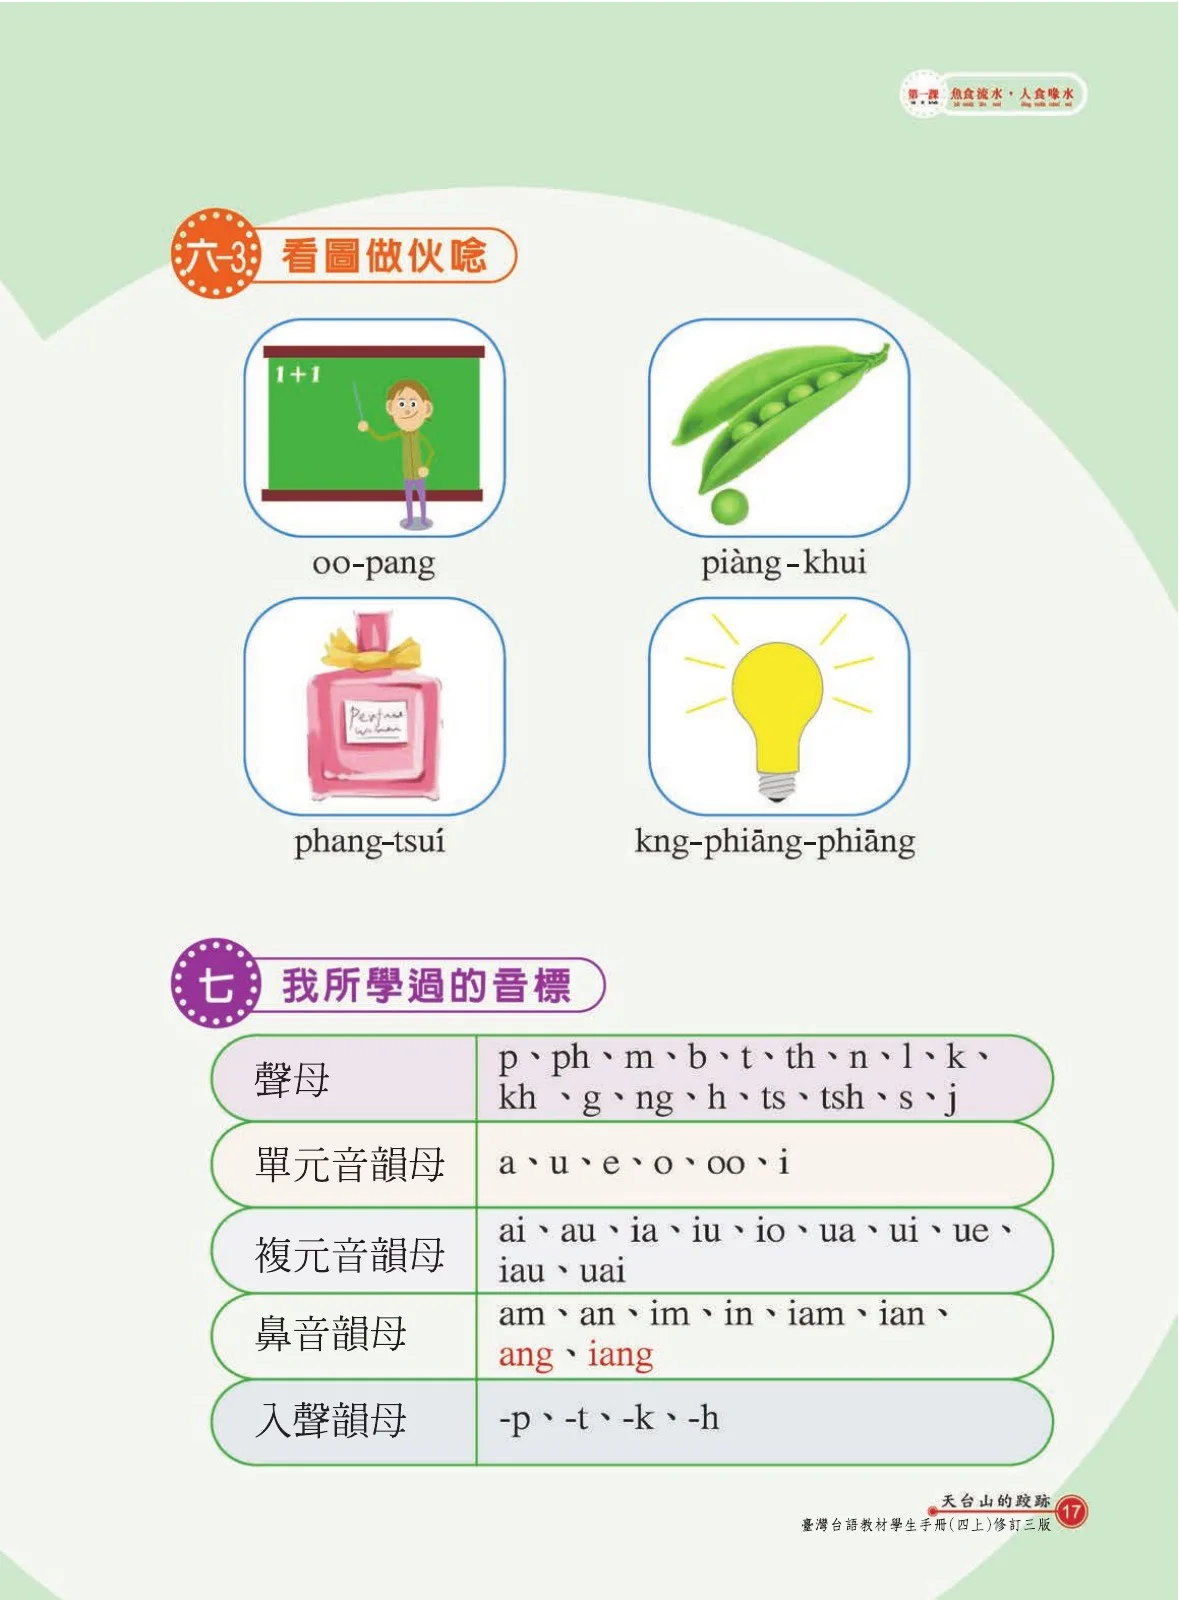 第一課 魚食流水,人食喙水
六-3 看圖做伙唸
1+1
oo-pang
piàng-khui
Perfume
phang-tsuí
kng-phiāng-phiāng
七 我所學過的音標
聲母
p、ph、m、b、t、th、n、l、k、
kh、g、ng、h、ts、tsh、s、j
單元音韻母
a、u、e、o、oo、i
複元音韻母
ai、au、ia、iu、io、ua、ui、ue、
iau、uai
鼻音韻母
am、an、im、in、iam、ian、
ang、iang
入聲韻母
-p、-t、-k、-h
天台山的跤跡
17
臺灣台語教材學生手冊(四上)修訂三版